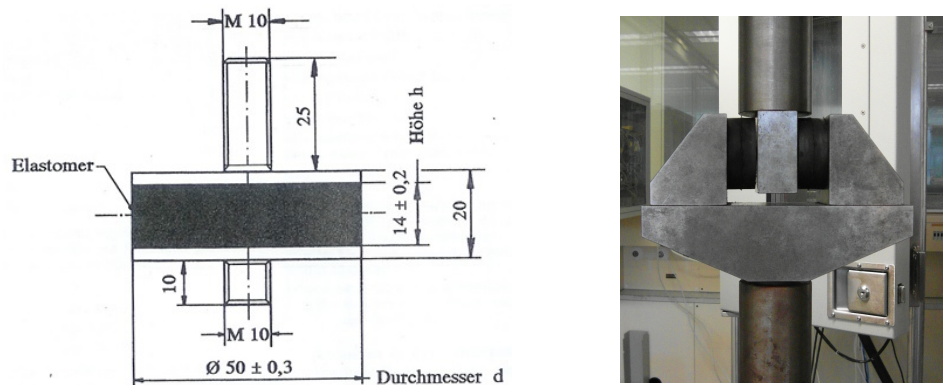 M 10
25
Höhe h
Elastomer
14 ± 0,2
20
10
M 10
Ø 50 ± 0,3
Durchmesser d